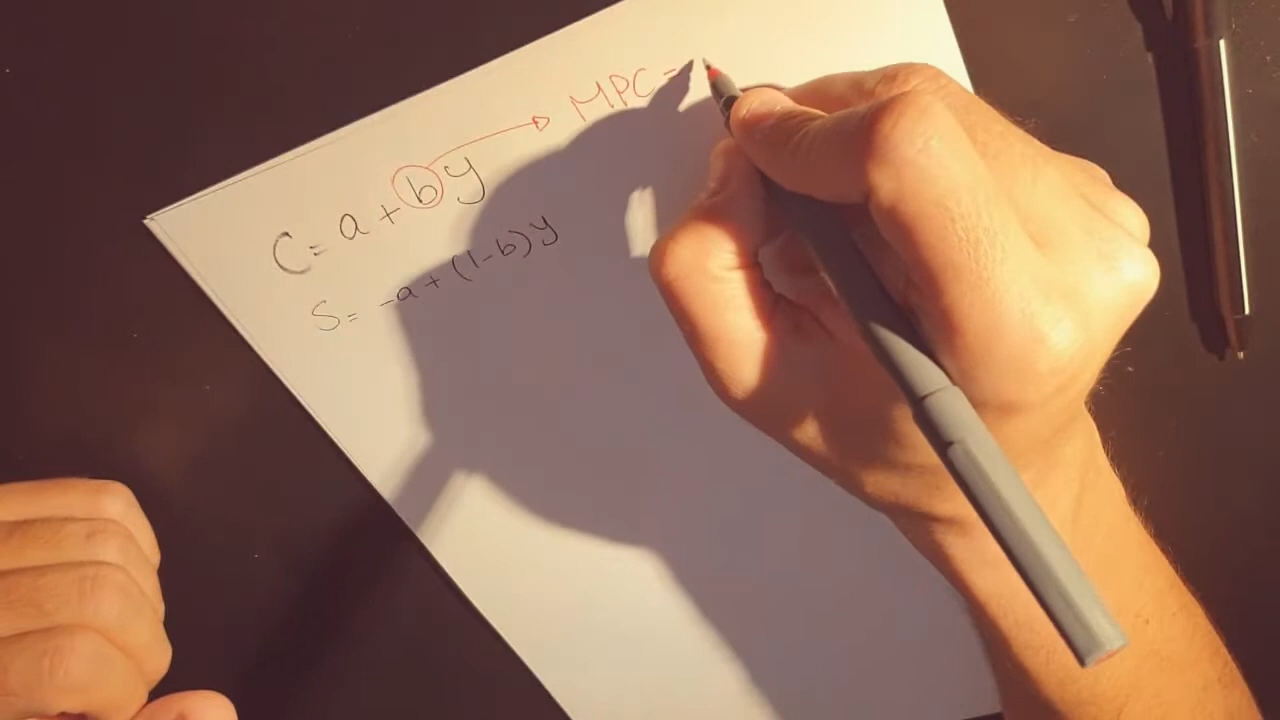 MPC =
C = a + by
S = -a + (1-b)y